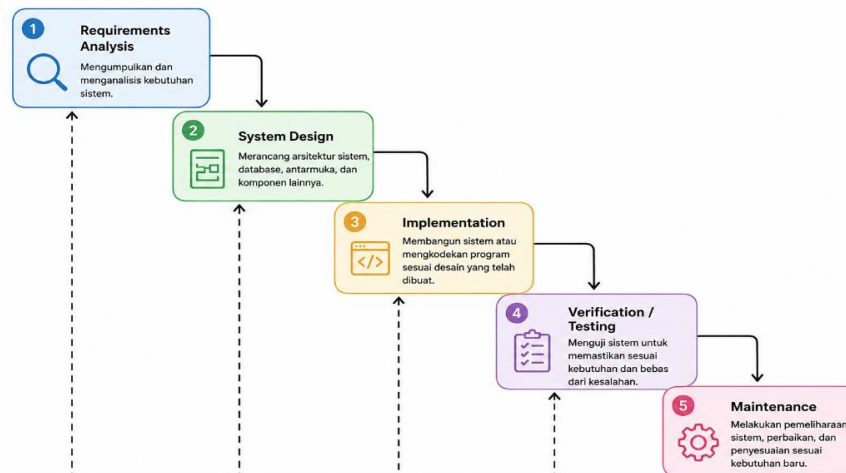 1
Requirements
Analysis
Mengumpulkan dan
menganalisis kebutuhan
sistem.
2
System Design
Merancang arsitektur sistem,
database, antarmuka, dan
komponen lainnya.
3
Implementation
Membangun sistem atau
mengkodekan program
sesuai desain yang telah
dibuat.
</>
4
Verification /
Testing
Menguji sistem untuk
memastikan sesuai
kebutuhan dan bebas
dari kesalahan.
5
Maintenance
Melakukan pemeliharaan
sistem, perbaikan, dan
penyesuaian sesuai
kebutuhan baru.